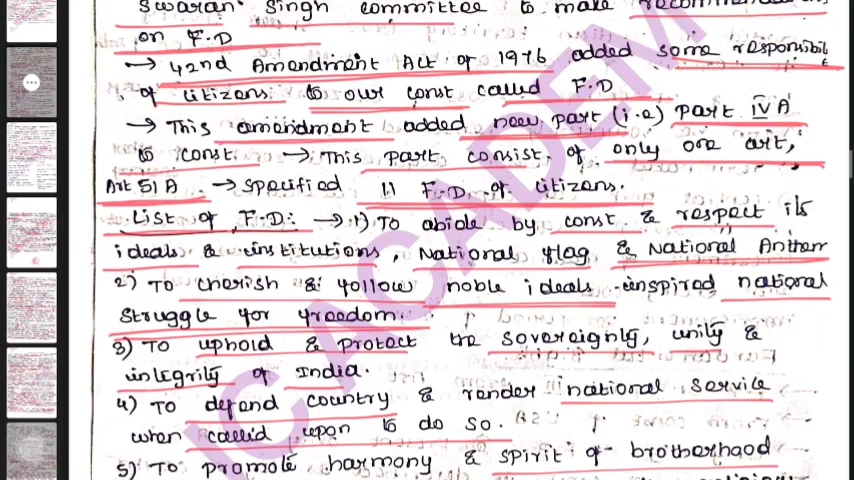 Swaran Singh committee to make recommendations
on F.D
→ 42nd Amendment Act of 1976 added some responsibil
of citizens to our const called F.D
→ This amendment added new part (i.e) Part IV A
to const → This part consist of only one art,
Art 51 A → Specified 11 F.D of citizens.
List of F.D: → 1) To abide by const & respect its
ideals & institutions, National flag & National Anthem
2) To cherish & follow noble ideals inspired national
struggle for freedom.
3) To uphold & protect the sovereignty, unity &
integrity of India.
4) To defend country & render national service
when called upon to do so.
5) To promote harmony & spirit of brotherhood
IC ACADEM